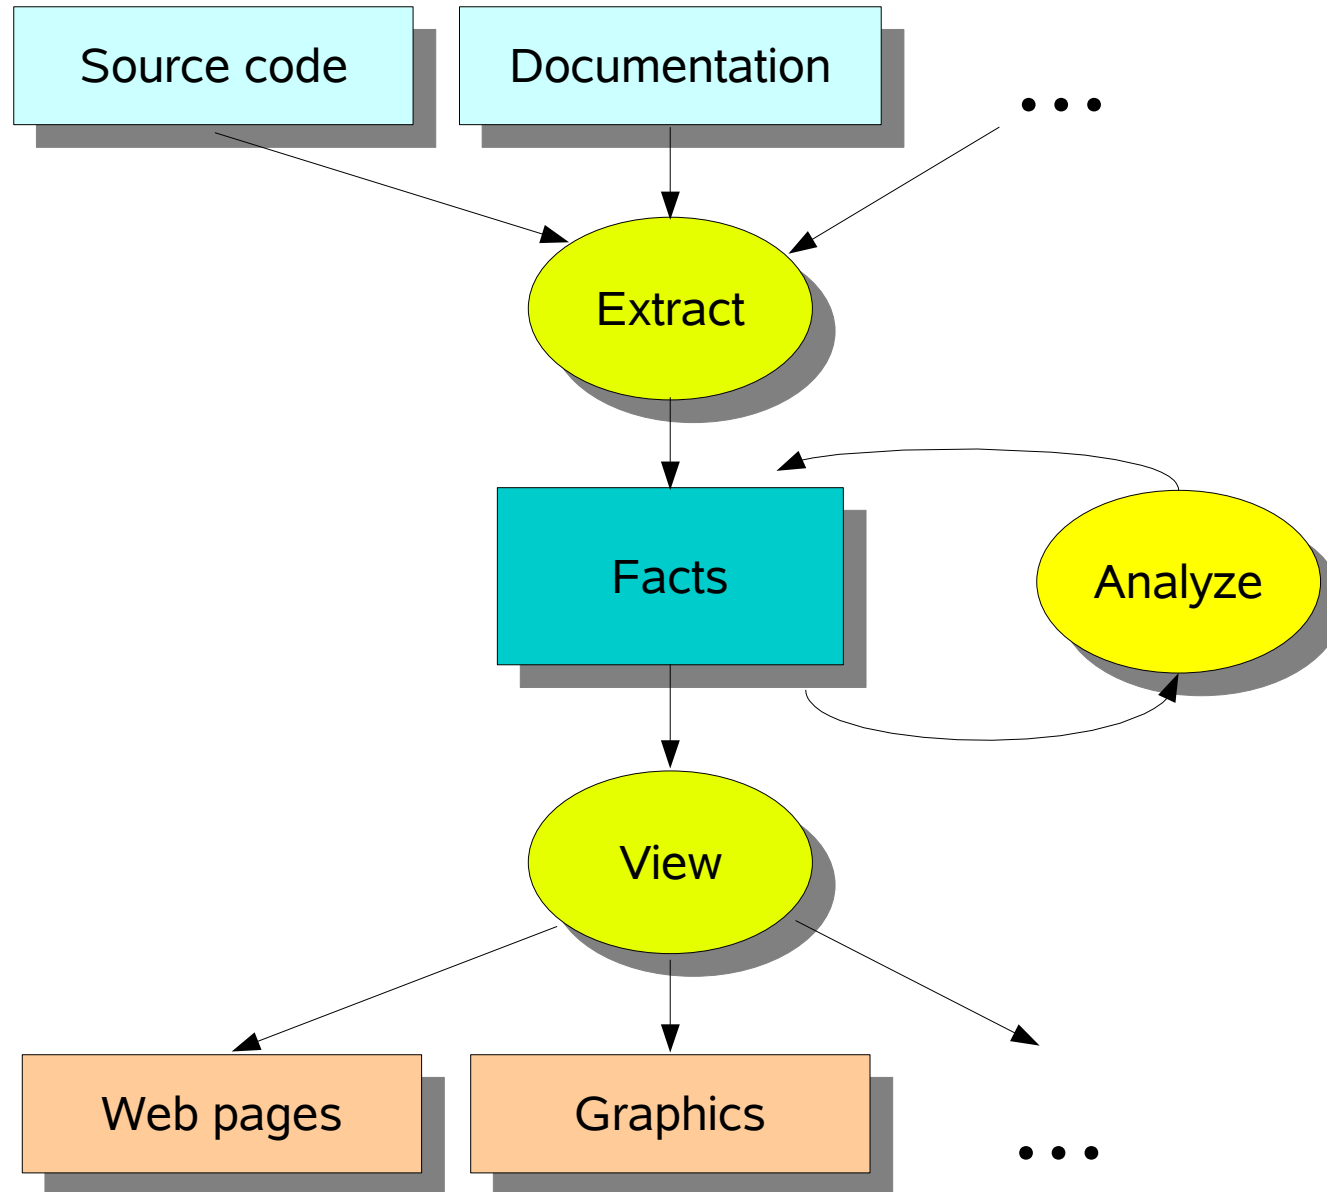 Source code
Documentation
...
Extract
Facts
Analyze
View
Web pages
Graphics
...